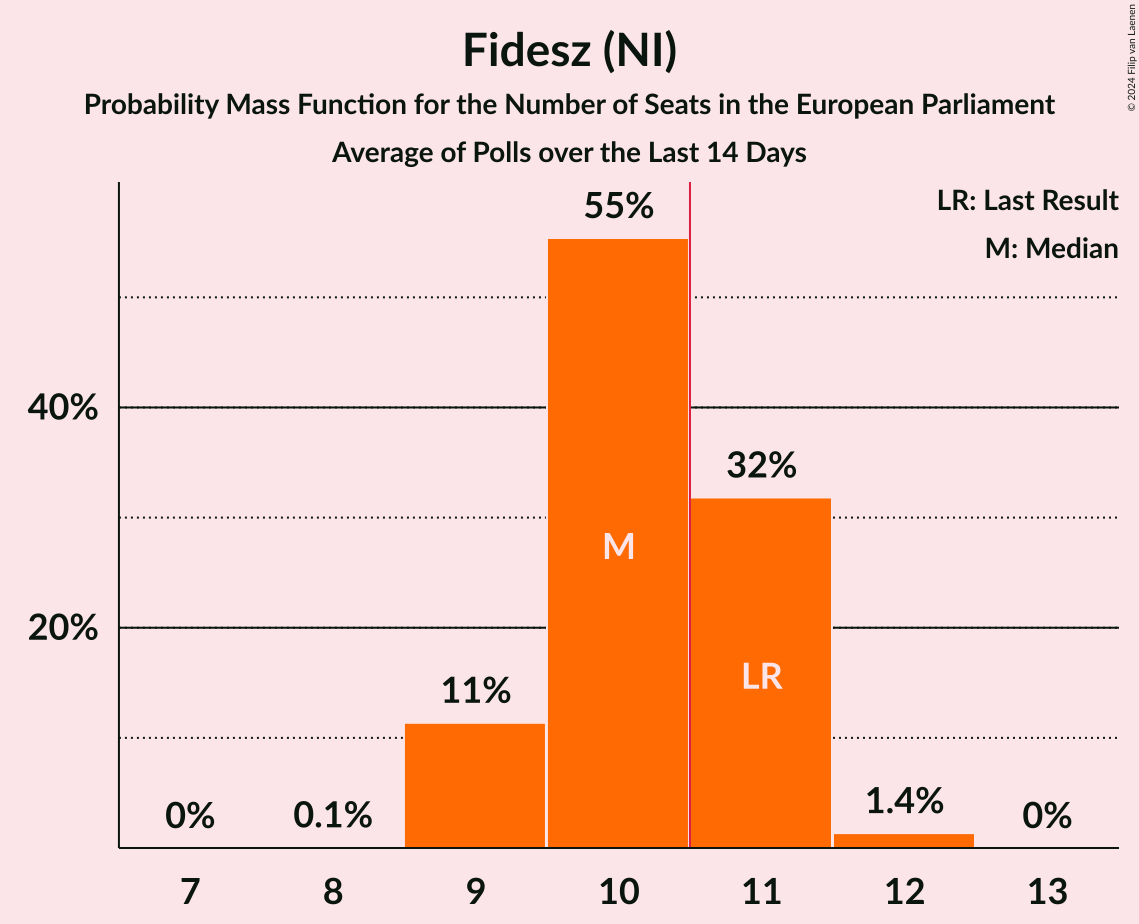 Fidesz (NI)
Probability Mass Function for the Number of Seats in the European Parliament
Average of Polls over the Last 14 Days
© 2024 Filip van Laenen
LR: Last Result
M: Median
55%
40%
32%
M
20%
LR
11%
1.4%
0%
0.1%
0%
7
8
9
10
11
12
13